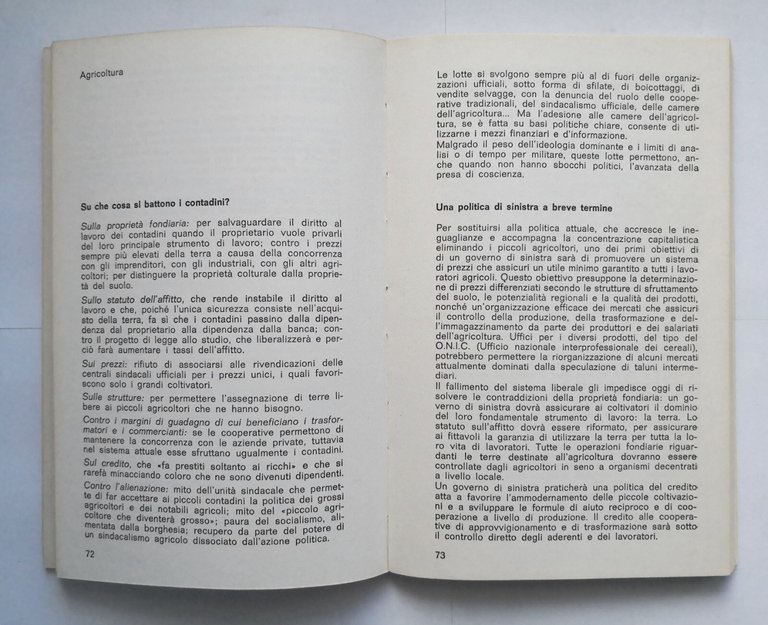 Agricoltura
Su che cosa si battono i contadini?
Sulla proprietà fondiaria: per salvaguardare il diritto al
lavoro dei contadini quando il proprietario vuole privarli
del loro principale strumento di lavoro; contro i prezzi
sempre più elevati della terra a causa della concorrenza
con gli imprenditori, con gli industriali, con gli altri agri-
coltori; per distinguere la proprietà colturale dalla proprie-
tà del suolo.
Sullo statuto dell'affitto, che rende instabile il diritto al
lavoro e che, poiché l'unica sicurezza consiste nell'acqui-
sto della terra, fa sì che i contadini passino dalla dipen-
denza dal proprietario alla dipendenza dalla banca; con-
tro il progetto di legge allo studio, che liberalizzerà e per-
ciò farà aumentare i tassi dell'affitto.
Sui prezzi: rifiuto di associarsi alle rivendicazioni delle
centrali sindacali ufficiali per i prezzi unici, i quali favori-
scono solo i grandi coltivatori.
Sulle strutture: per permettere l'assegnazione di terre li-
bere ai piccoli agricoltori che ne hanno bisogno.
Contro i margini di guadagno di cui beneficiano i trasfor-
matori e i commercianti: se le cooperative permettono di
mantenere la concorrenza con le aziende private, tuttavia
nel sistema attuale esse sfruttano ugualmente i contadini.
Sul credito, che «fa prestiti soltanto ai ricchi» e che si
rarefà minacciando coloro che ne sono divenuti dipendenti.
Contro l'alienazione: mito dell'unità sindacale che permet-
te di far accettare ai piccoli contadini la politica dei grossi
agricoltori e dei notabili agricoli; mito del «piccolo agri-
coltore che diventerà grosso»; paura del socialismo, ali-
mentata dalla borghesia; recupero da parte del potere di
un sindacalismo agricolo dissociato dall'azione politica.
72
Le lotte si svolgono sempre più al di fuori delle organiz-
zazioni ufficiali, sotto forma di sfilate, di boicottaggi, di
vendite selvagge, con la denuncia del ruolo delle coope-
rative tradizionali, del sindacalismo ufficiale, delle camere
dell'agricoltura... Ma l'adesione alle camere dell'agricol-
tura, se è fatta su basi politiche chiare, consente di uti-
lizzarne i mezzi finanziari e d'informazione.
Malgrado il peso dell'ideologia dominante e i limiti di ana-
lisi o di tempo per militare, queste lotte permettono, an-
che quando non hanno sbocchi politici, l'avanzata della
presa di coscienza.
Una politica di sinistra a breve termine
Per sostituirsi alla politica attuale, che accresce le ine-
guaglianze e accompagna la concentrazione capitalistica
eliminando i piccoli agricoltori, uno dei primi obiettivi di
di un governo di sinistra sarà di promuovere un sistema
di prezzi che assicuri un utile minimo garantito a tutti i lavo-
ratori agricoli. Questo obiettivo presuppone la determinazio-
ne di prezzi differenziati secondo le strutture di sfruttamento
del suolo, le potenzialità regionali e la qualità dei prodotti,
nonché un'organizzazione efficace dei mercati che assicuri
il controllo della produzione, della trasformazione e del-
l'immagazzinamento da parte dei produttori e dei salariati
dell'agricoltura. Uffici per i diversi prodotti, del tipo del
O.N.I.C. (Ufficio nazionale interprofessionale dei cereali),
potrebbero permettere la riorganizzazione di alcuni mercati
attualmente dominati dalla speculazione di taluni interme-
diari.
Il fallimento del sistema liberale gli impedisce oggi di ri-
solvere le contraddizioni della proprietà fondiaria: un go-
verno di sinistra dovrà assicurare ai coltivatori il dominio
del loro fondamentale strumento di lavoro: la terra. Lo
statuto sull'affitto dovrà essere riformato, per assicurare
ai fittavoli la garanzia di utilizzare la terra per tutta la lo-
ro vita di lavoratori. Tutte le operazioni fondiarie riguar-
danti le terre destinate all'agricoltura dovranno essere
controllate dagli agricoltori in seno a organismi decentrati
a livello locale.
Un governo di sinistra praticherà una politica del credito
atta a favorire l'ammodernamento delle piccole coltivazio-
ni e a sviluppare le formule di aiuto reciproco e di co-
operazione a livello di produzione. Il credito alle coopera-
tive di approvvigionamento e di trasformazione sarà sotto
il controllo diretto degli aderenti e dei lavoratori.
73